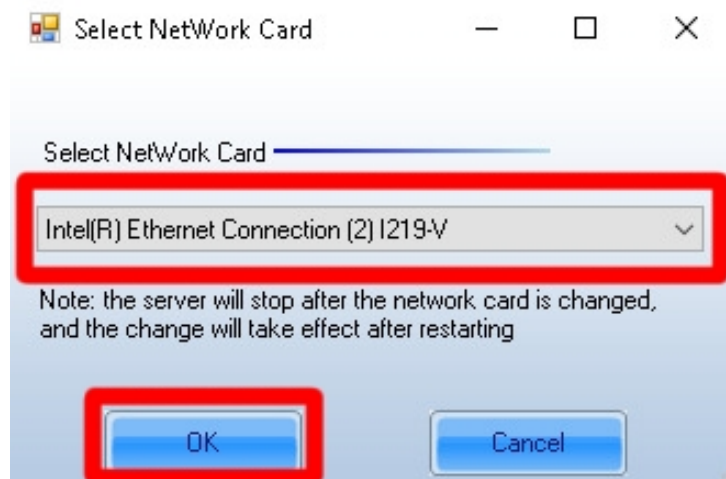 Select NetWork Card
Select NetWork Card
Intel(R) Ethernet Connection (2) I219-V
Note: the server will stop after the network card is changed,
and the change will take effect after restarting
OK
Cancel